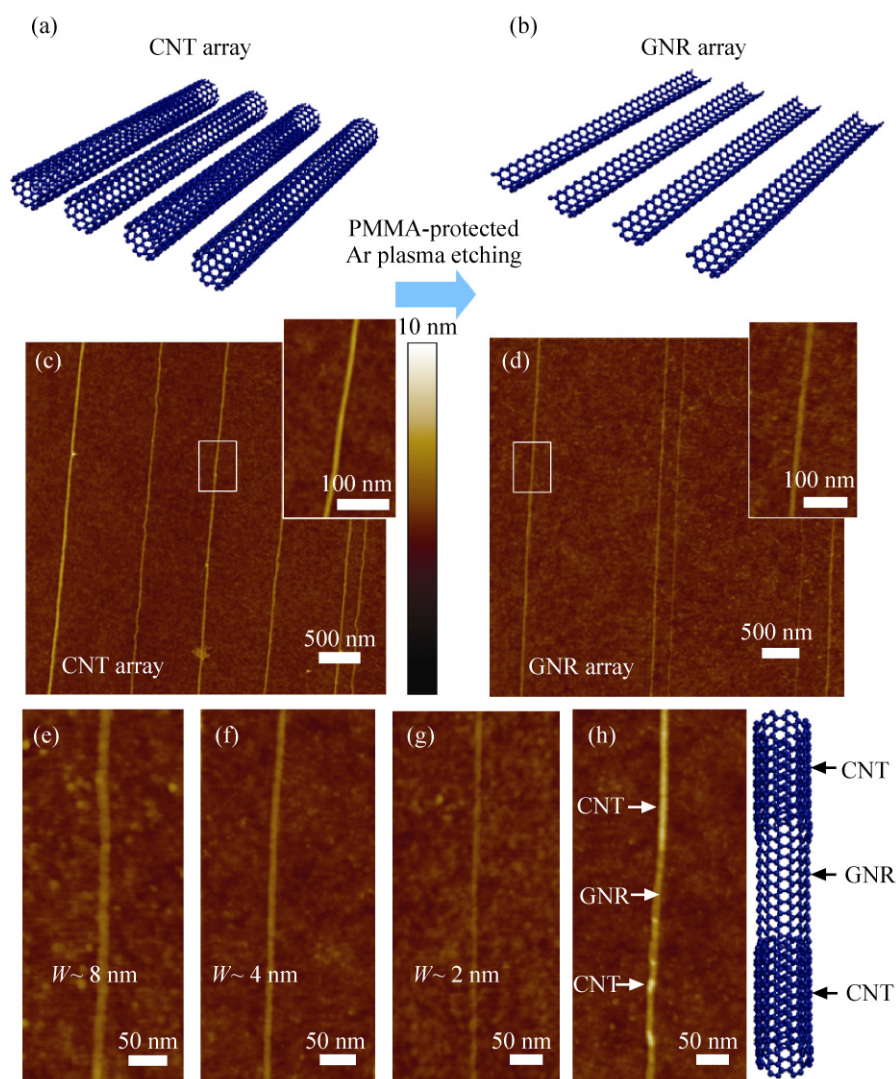 (a)
CNT array
(b)
GNR array
PMMA-protected
Ar plasma etching
10 nm
(c)
100 nm
500 nm
CNT array
(d)
100 nm
500 nm
GNR array
(e)
W~ 8 nm
50 nm
(f)
W~ 4 nm
50 nm
(g)
W~ 2 nm
50 nm
(h)
CNT
GNR
CNT
50 nm
CNT
GNR
CNT